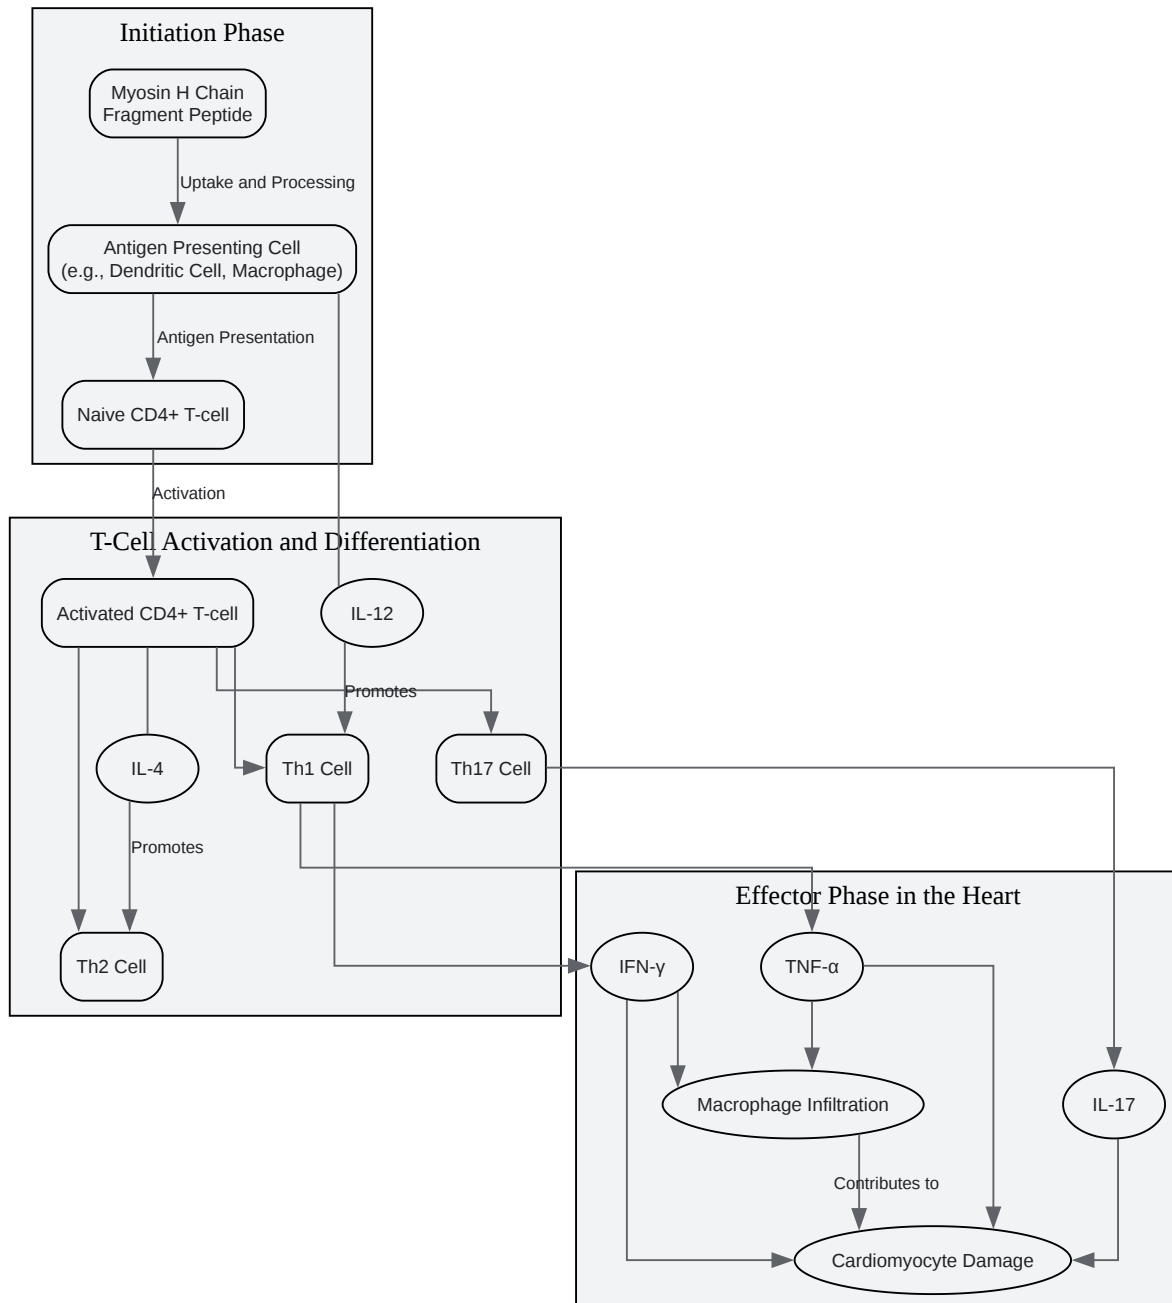 Initiation Phase
Myosin H Chain
Fragment Peptide
Uptake and Processing
Antigen Presenting Cell
(e.g., Dendritic Cell, Macrophage)
Antigen Presentation
Naive CD4+ T-cell
Activation
T-Cell Activation and Differentiation
Activated CD4+ T-cell
IL-12
Promotes
IL-4
Th1 Cell
Th17 Cell
Promotes
Effector Phase in the Heart
Th2 Cell
IFN-γ
TNF-α
Macrophage Infiltration
IL-17
Contributes to
Cardiomyocyte Damage